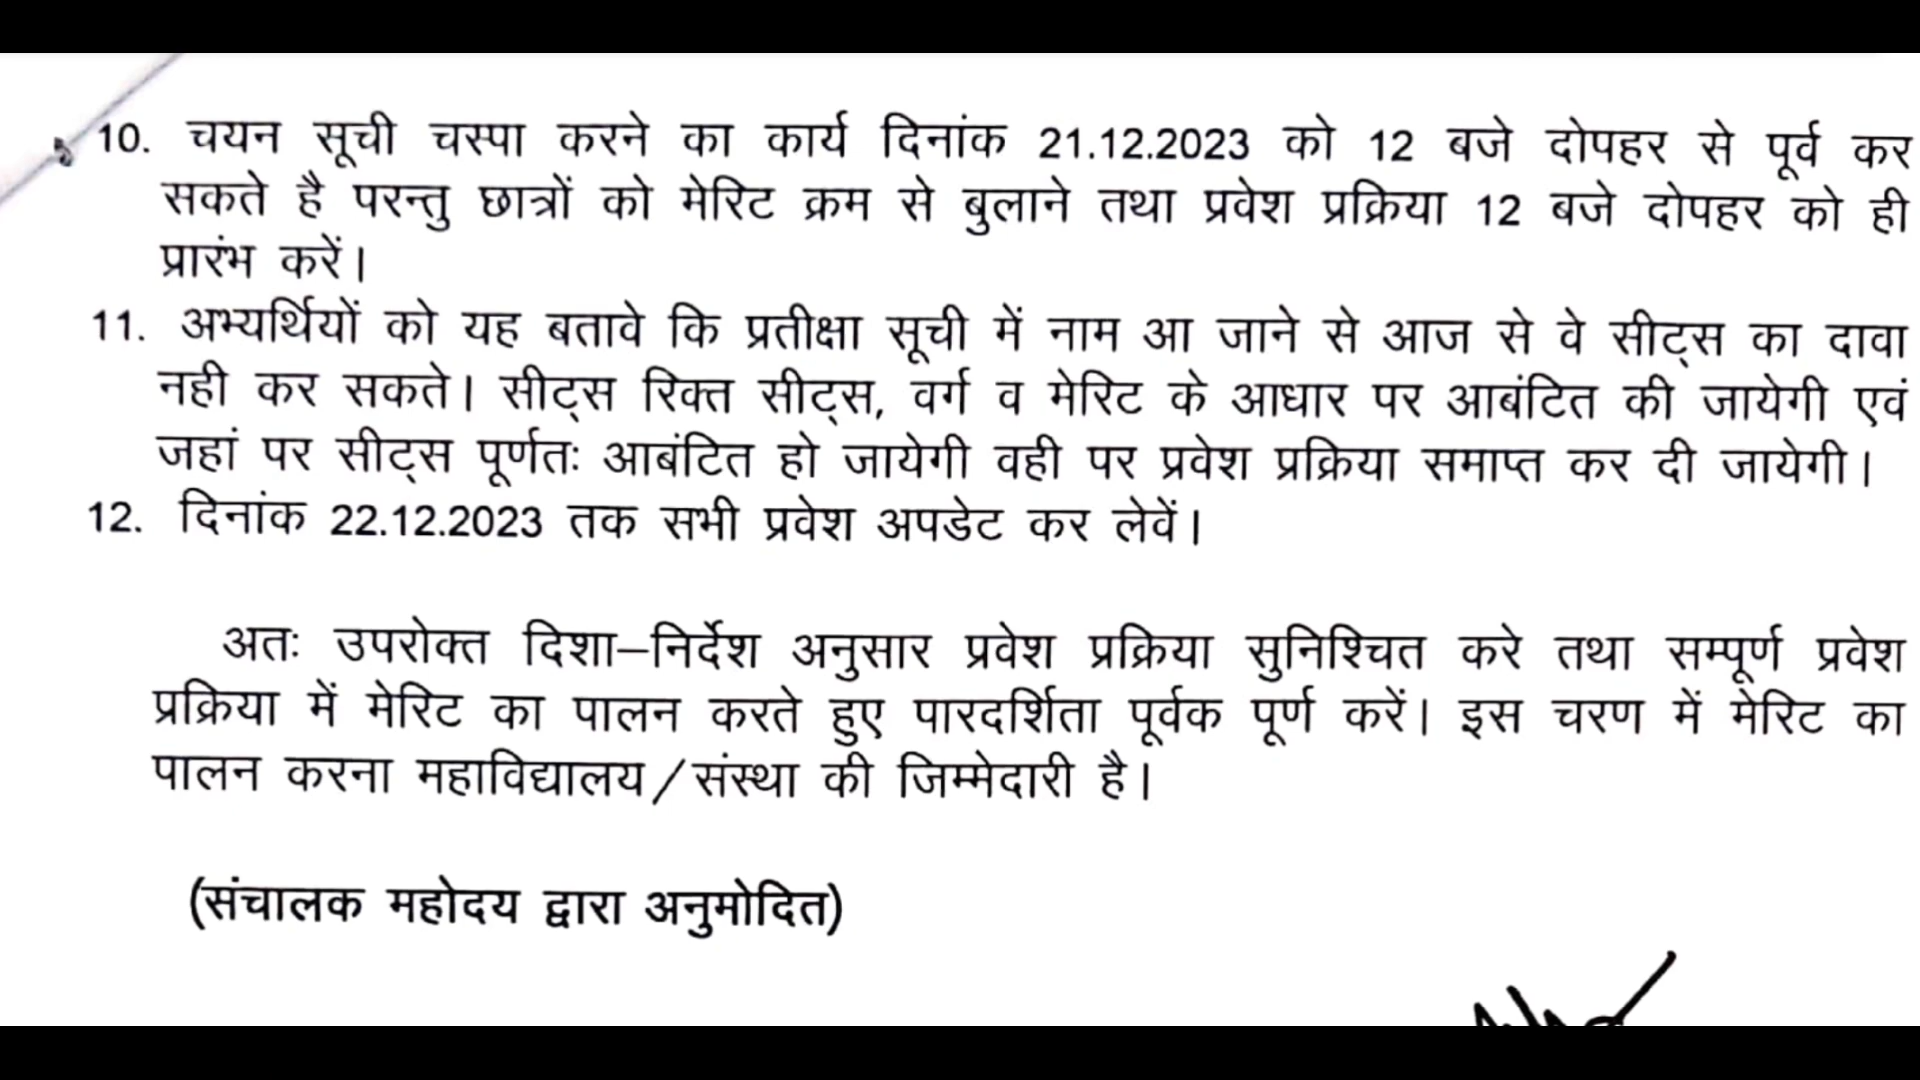 10. चयन सूची चस्पा करने का कार्य दिनांक 21.12.2023 को 12 बजे दोपहर से पूर्व कर
सकते है परन्तु छात्रों को मेरिट क्रम से बुलाने तथा प्रवेश प्रक्रिया 12 बजे दोपहर को ही
प्रारंभ करें।
11. अभ्यर्थियों को यह बतावे कि प्रतीक्षा सूची में नाम आ जाने से आज से वे सीट्स का दावा
नही कर सकते। सीट्स रिक्त सीट्स, वर्ग व मेरिट के आधार पर आबंटित की जायेगी एवं
जहां पर सीट्स पूर्णतः आबंटित हो जायेगी वही पर प्रवेश प्रक्रिया समाप्त कर दी जायेगी।
12. दिनांक 22.12.2023 तक सभी प्रवेश अपडेट कर लेवें।
अतः उपरोक्त दिशा–निर्देश अनुसार प्रवेश प्रक्रिया सुनिश्चित करे तथा सम्पूर्ण प्रवेश
प्रक्रिया में मेरिट का पालन करते हुए पारदर्शिता पूर्वक पूर्ण करें। इस चरण में मेरिट का
पालन करना महाविद्यालय/संस्था की जिम्मेदारी है।
(संचालक महोदय द्वारा अनुमोदित)